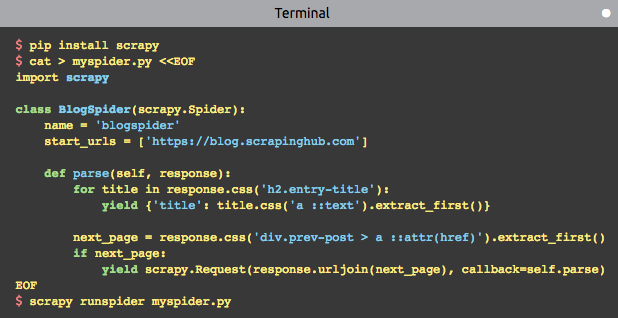 Terminal
$ pip install scrapy
$ cat > myspider.py <<EOF
import scrapy

class BlogSpider(scrapy.Spider):
    name = 'blogspider'
    start_urls = ['https://blog.scrapinghub.com']

    def parse(self, response):
        for title in response.css('h2.entry-title'):
            yield {'title': title.css('a ::text').extract_first()}

        next_page = response.css('div.prev-post > a ::attr(href)').extract_first()
        if next_page:
            yield scrapy.Request(response.urljoin(next_page), callback=self.parse)
EOF
$ scrapy runspider myspider.py